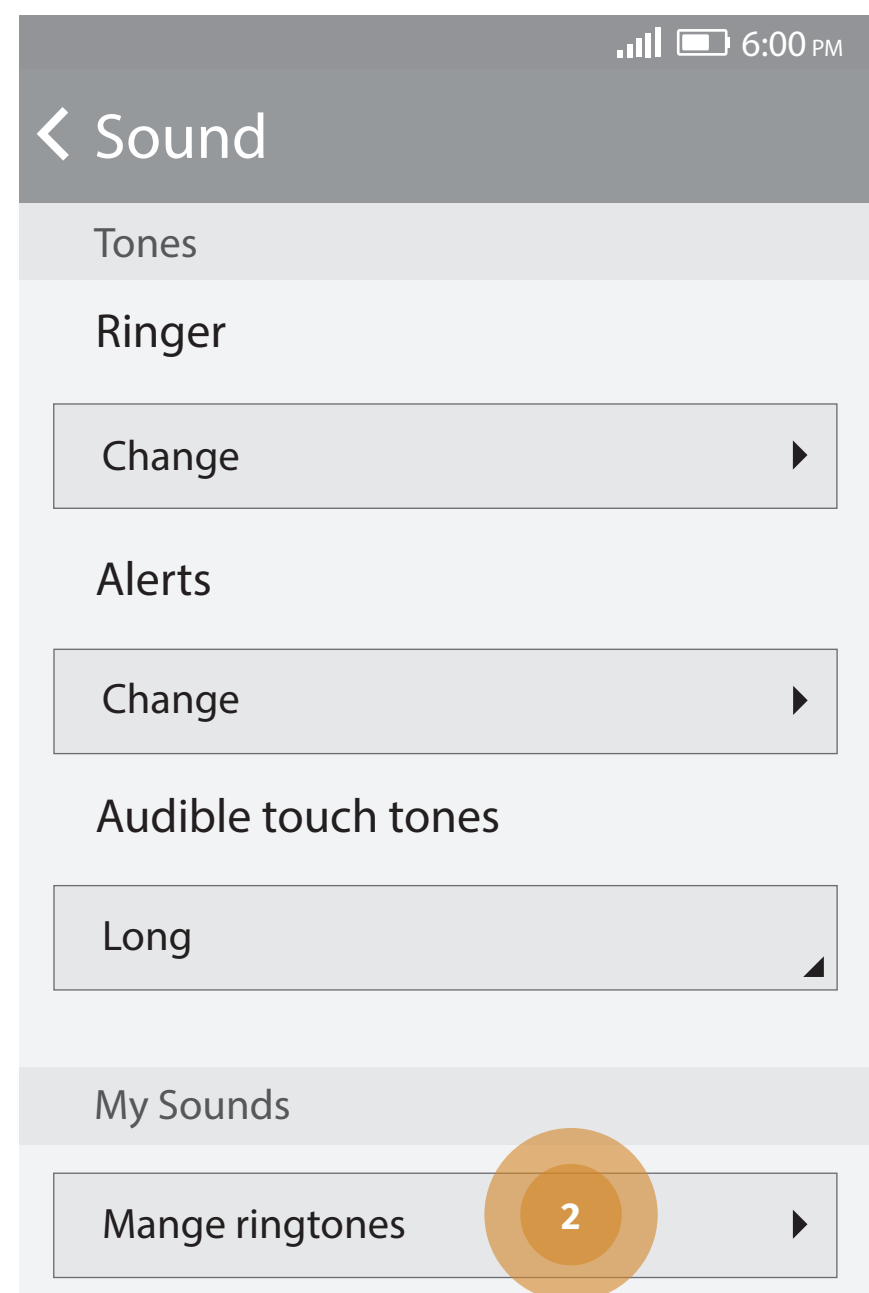 6:00 PM
Sound
Tones
Ringer
Change
Alerts
Change
Audible touch tones
Long
My Sounds
Mange ringtones 2